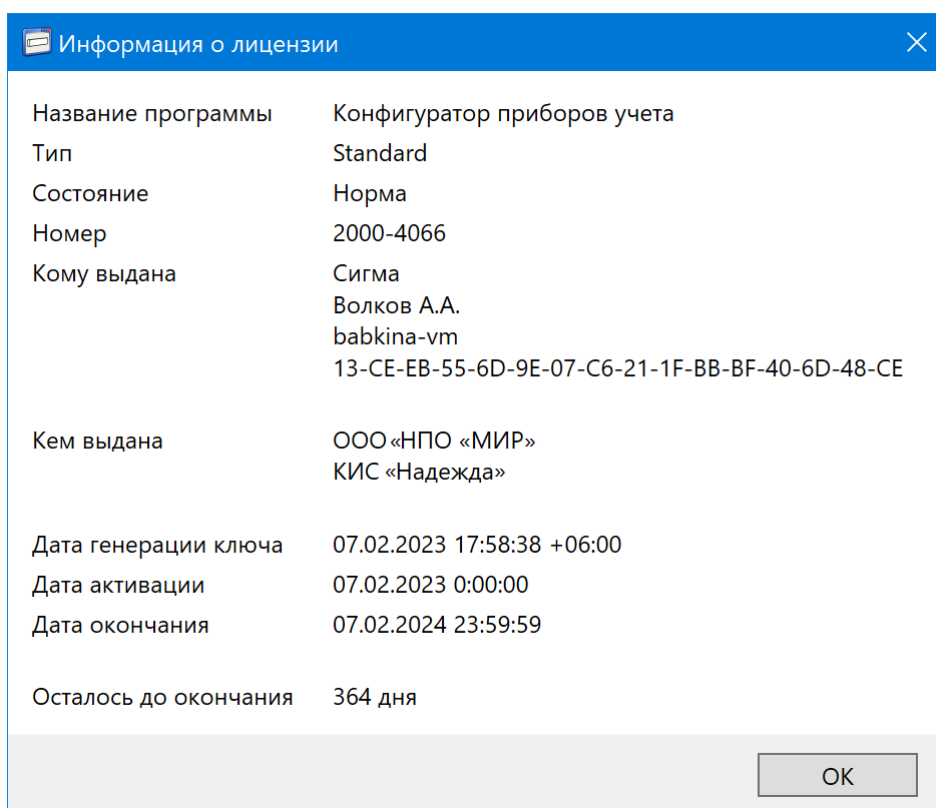 Информация о лицензии
Название программы Конфигуратор приборов учета
Тип Standard
Состояние Норма
Номер 2000-4066
Кому выдана Сигма
Волков А.А.
babkina-vm
13-CE-EB-55-6D-9E-07-C6-21-1F-BB-BF-40-6D-48-CE
Кем выдана ООО«НПО «МИР»
КИС «Надежда»
Дата генерации ключа 07.02.2023 17:58:38 +06:00
Дата активации 07.02.2023 0:00:00
Дата окончания 07.02.2024 23:59:59
Осталось до окончания 364 дня
OK